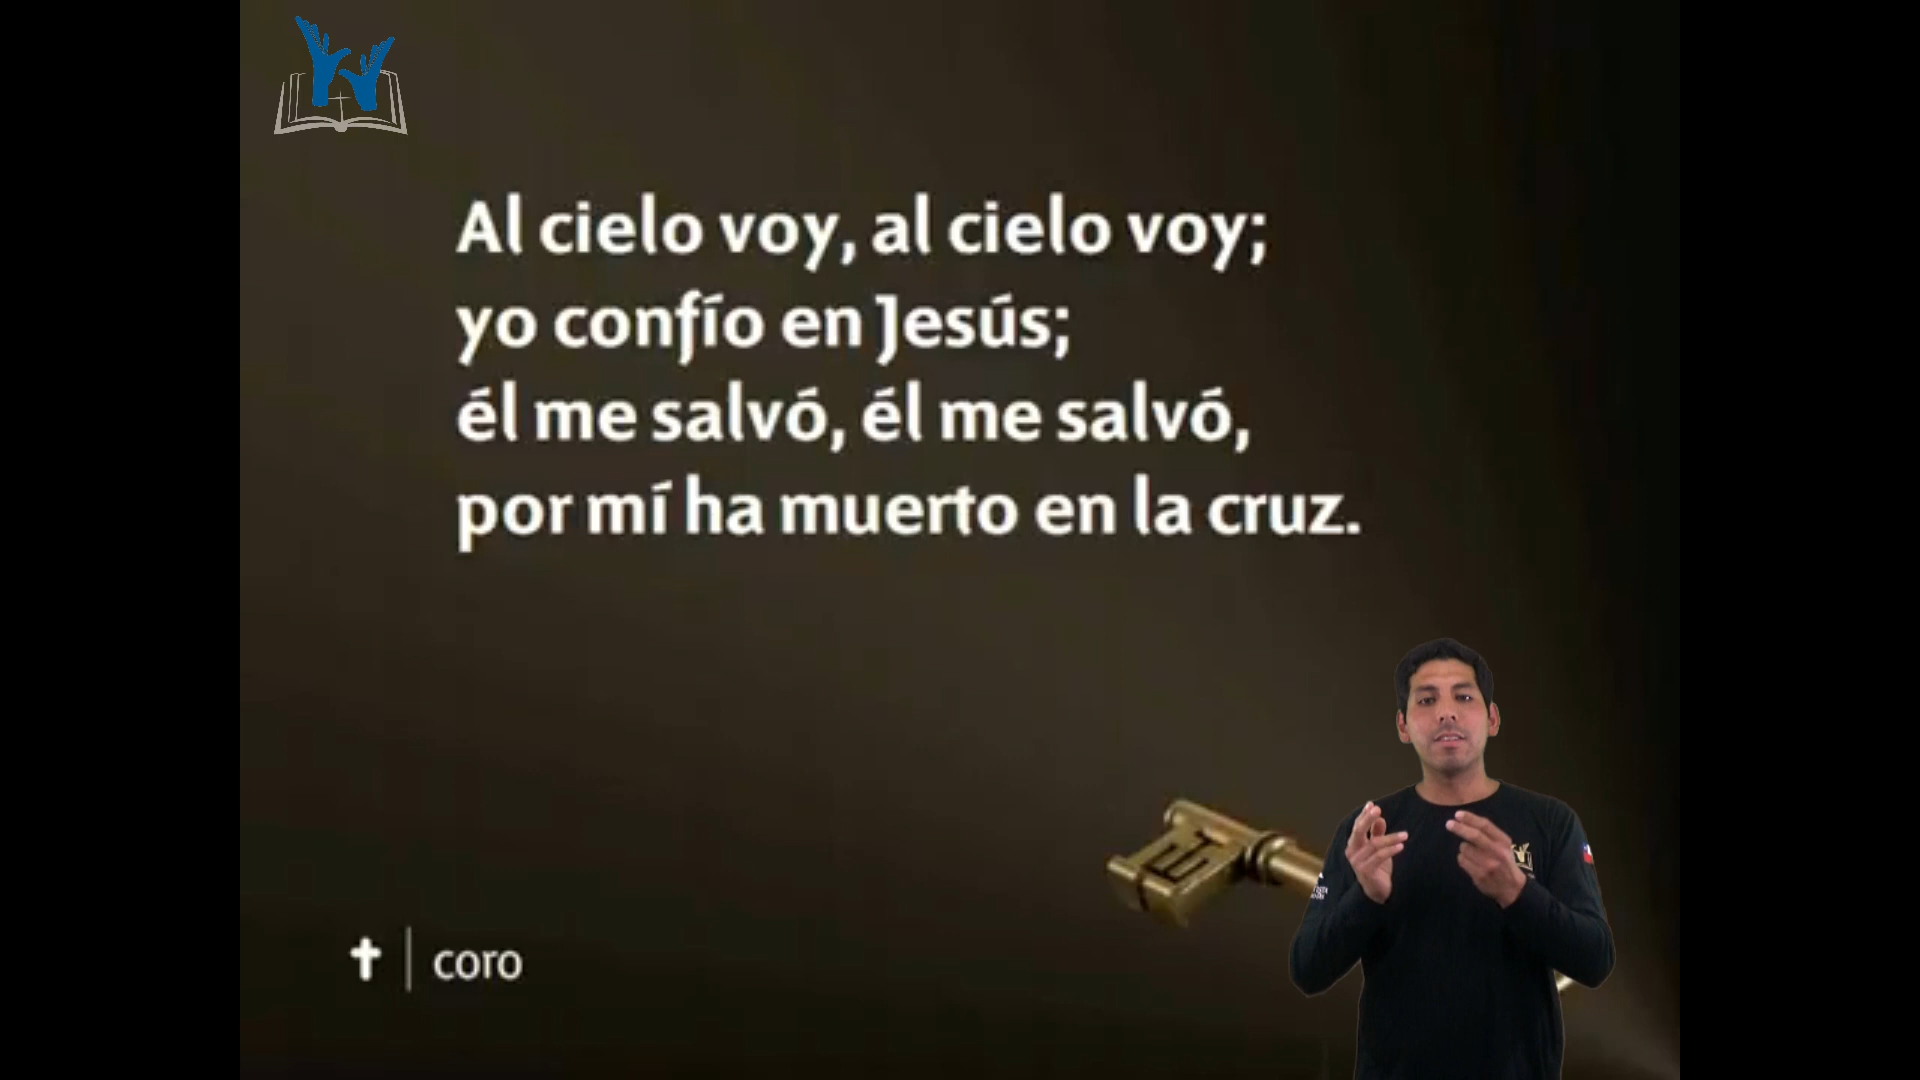 Al cielo voy, al cielo voy;
yo confío en Jesús;
él me salvó, él me salvó,
por mí ha muerto en la cruz.
coro